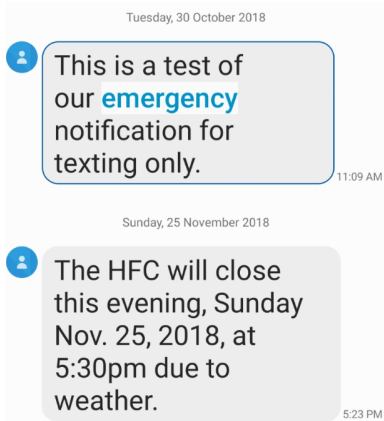 Tuesday, 30 October 2018
This is a test of
our emergency
notification for
texting only.
11:09 AM
Sunday, 25 November 2018
The HFC will close
this evening, Sunday
Nov. 25, 2018, at
5:30pm due to
weather.
5:23 PM